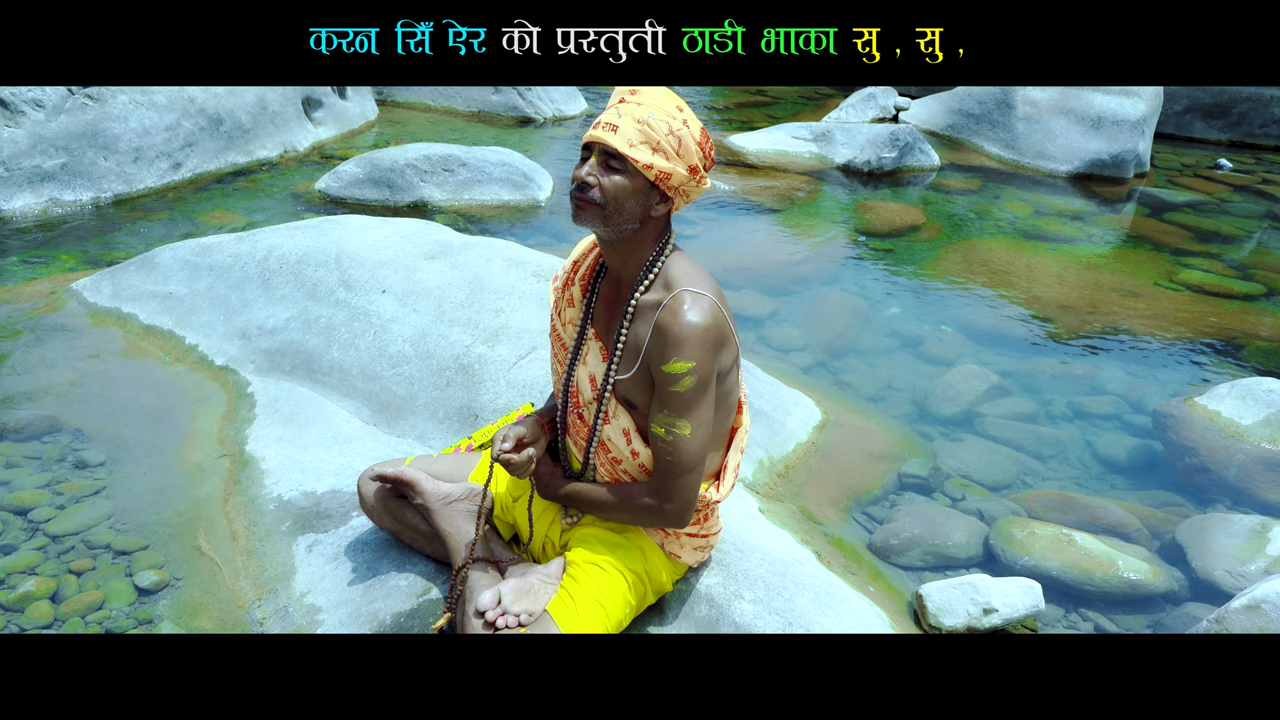 करन सिँ ऐर को प्रस्तुती ठाडी भाका सु , सु ,
राम